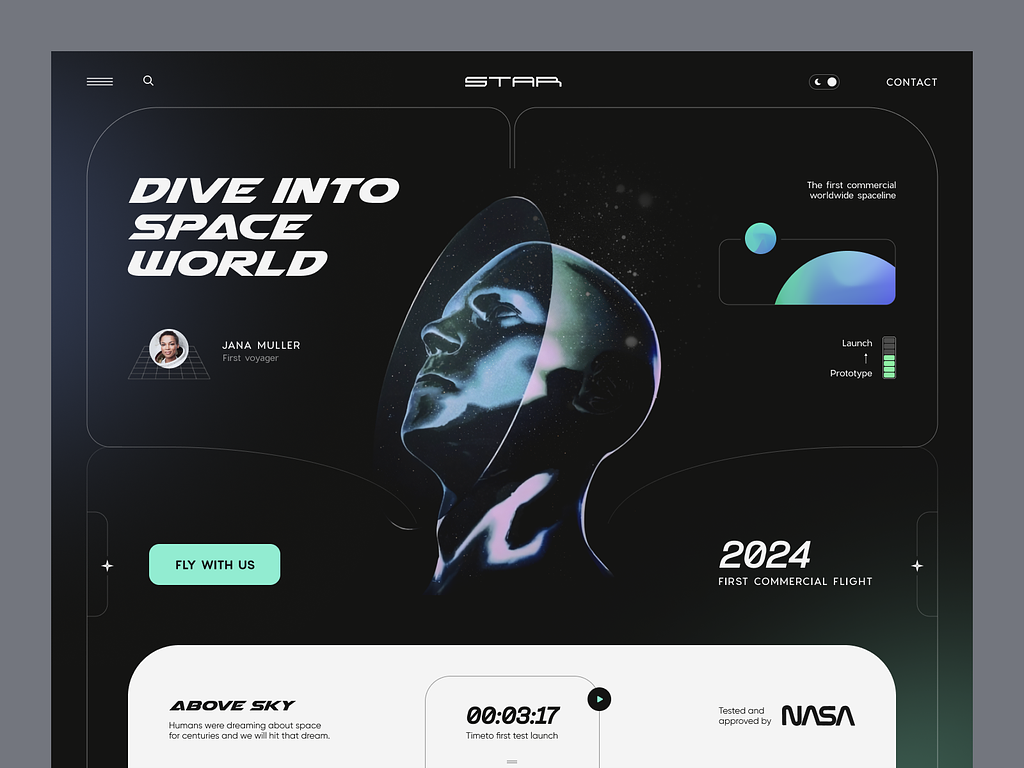 STAR
CONTACT
DIVE INTO
SPACE
WORLD
The first commercial
worldwide spaceline
JANA MULLER
First voyager
Launch
↑
Prototype
FLY WITH US
2024
FIRST COMMERCIAL FLIGHT
ABOVE SKY
Humans were dreaming about space
for centuries and we will hit that dream.
00:03:17
Timeto first test launch
Tested and
approved by
NASA